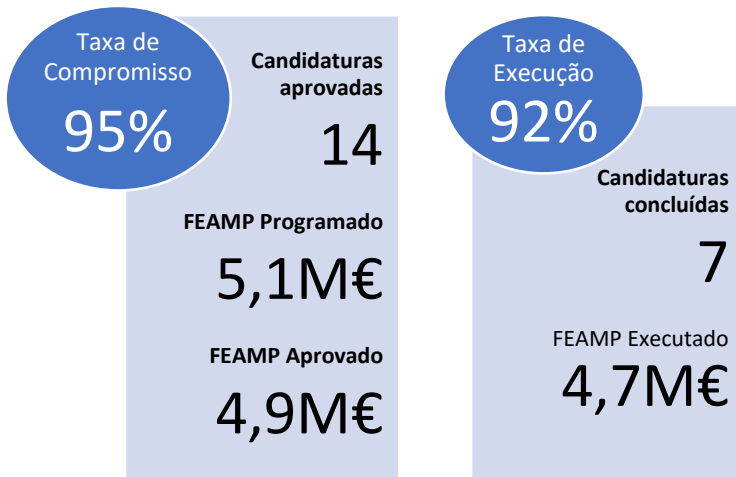 Taxa de
Compromisso
95%
Candidaturas
aprovadas
14
FEAMP Programado
5,1M€
FEAMP Aprovado
4,9M€
Taxa de
Execução
92%
Candidaturas
concluídas
7
FEAMP Executado
4,7M€